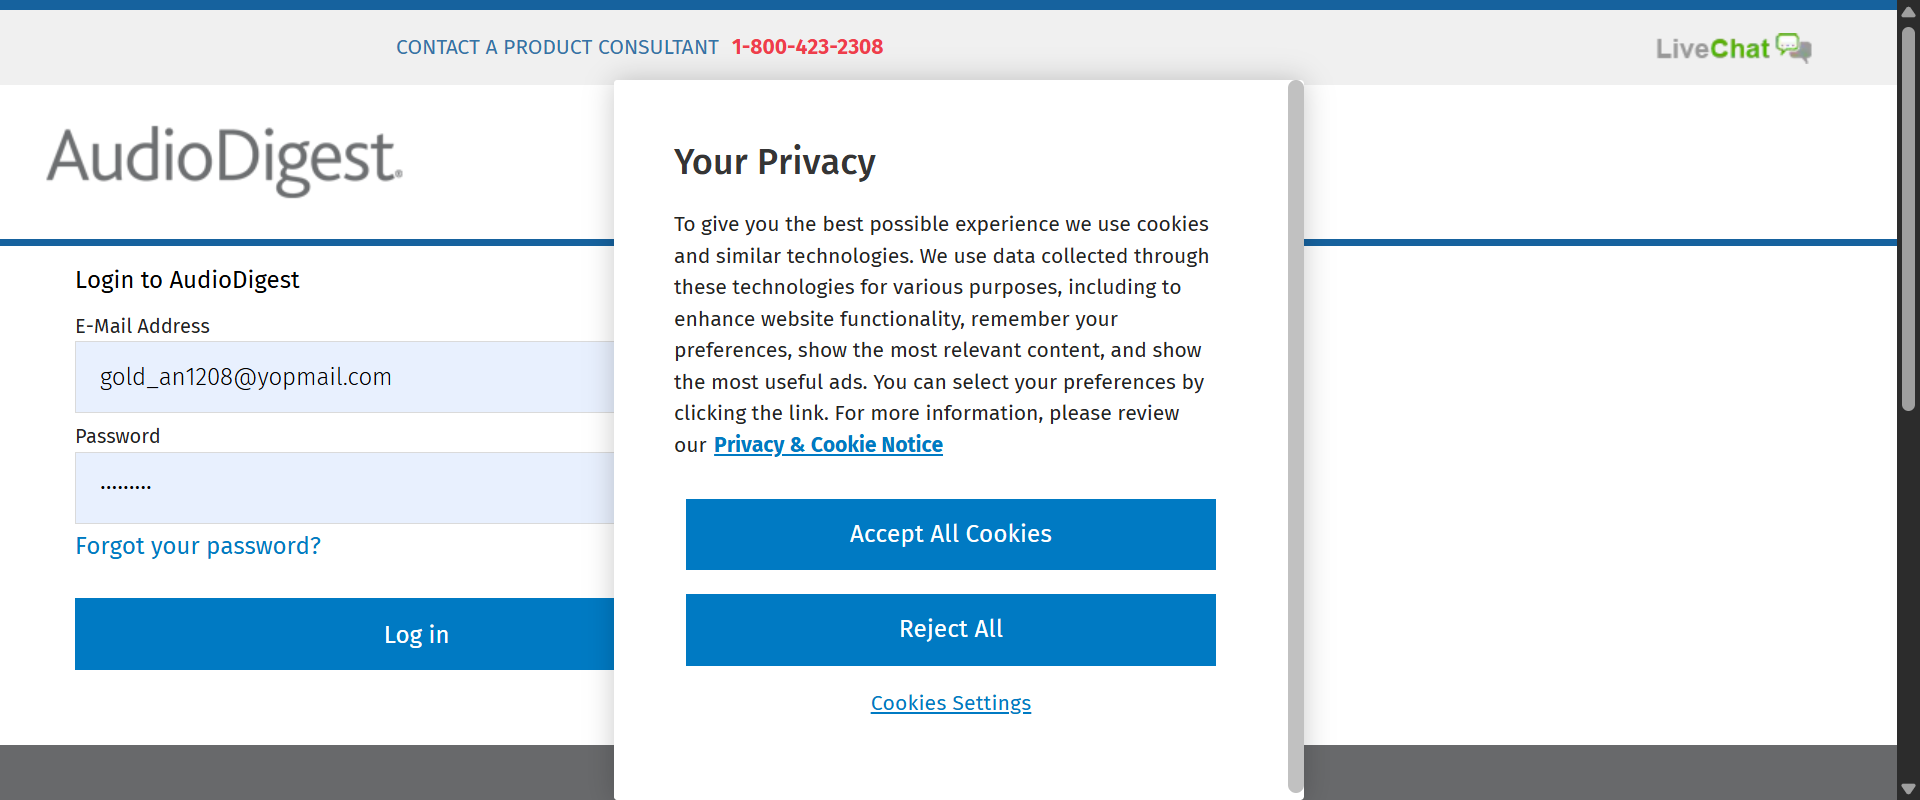 CONTACT A PRODUCT CONSULTANT 1-800-423-2308
LiveChat
AudioDigest®
Login to AudioDigest
E-Mail Address
gold_an1208@yopmail.com
Password
·········
Forgot your password?
Log in
Your Privacy
To give you the best possible experience we use cookies
and similar technologies. We use data collected through
these technologies for various purposes, including to
enhance website functionality, remember your
preferences, show the most relevant content, and show
the most useful ads. You can select your preferences by
clicking the link. For more information, please review
our Privacy & Cookie Notice
Accept All Cookies
Reject All
Cookies Settings